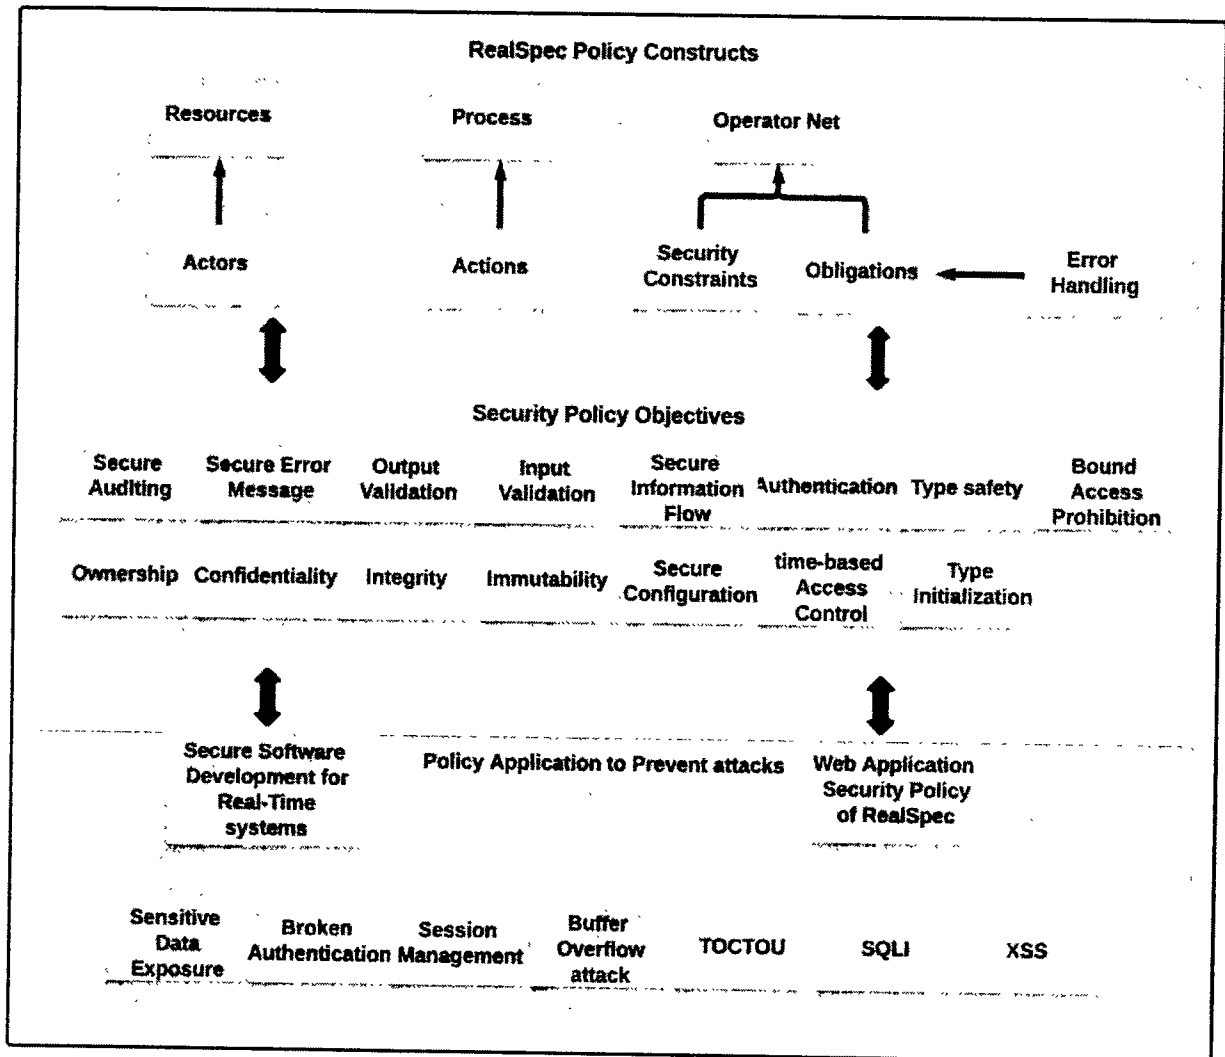 RealSpec Policy Constructs
Resources
Process
Operator Net
Actors
Actions
Security
Constraints
Obligations
Error
Handling
Security Policy Objectives
Secure
Auditing
Secure Error
Message
Output
Validation
Input
Validation
Secure
Information
Flow
Authentication
Type safety
Bound
Access
Prohibition
Ownership
Confidentiality
Integrity
Immutability
Secure
Configuration
time-based
Access
Control
Type
Initialization
Secure Software
Development for
Real-Time
systems
Policy Application to Prevent attacks
Web Application
Security Policy
of RealSpec
Sensitive
Data
Exposure
Broken
Authentication
Session
Management
Buffer
Overflow
attack
TOCTOU
SQLI
XSS